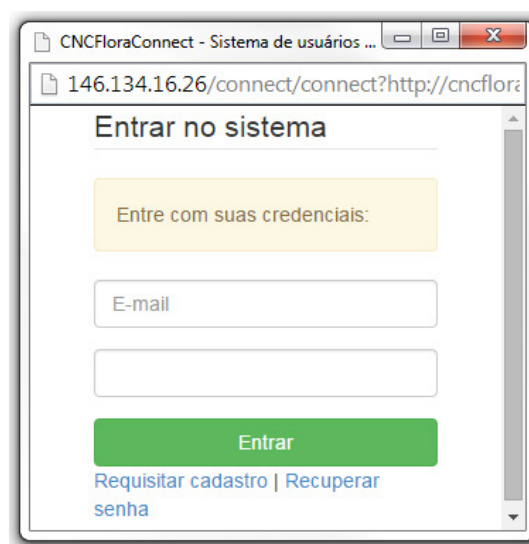 CNCFloraConnect - Sistema de usuários ...
146.134.16.26/connect/connect?http://cncflora
Entrar no sistema
Entre com suas credenciais:
E-mail
Entrar
Requisitar cadastro | Recuperar
senha